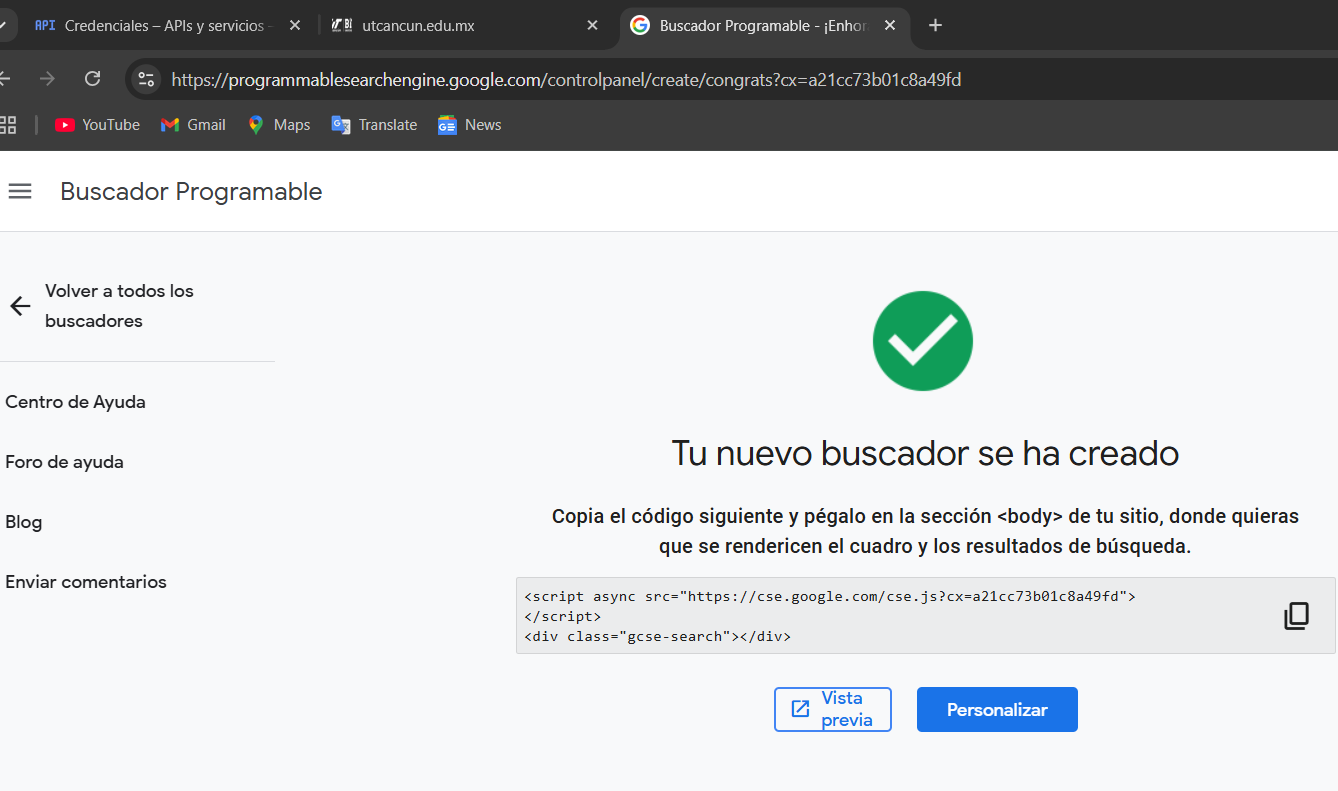 API Credenciales – APIs y servicios -
utcancun.edu.mx
Buscador Programable - ¡Enhor
https://programmablesearchengine.google.com/controlpanel/create/congrats?cx=a21cc73b01c8a49fd
YouTube
Gmail
Maps
Translate
News
Buscador Programable
Volver a todos los
buscadores
Centro de Ayuda
Foro de ayuda
Blog
Enviar comentarios
Tu nuevo buscador se ha creado
Copia el código siguiente y pégalo en la sección <body> de tu sitio, donde quieras
que se rendericen el cuadro y los resultados de búsqueda.
<script async src="https://cse.google.com/cse.js?cx=a21cc73b01c8a49fd">
</script>
<div class="gcse-search"></div>
Vista
previa
Personalizar